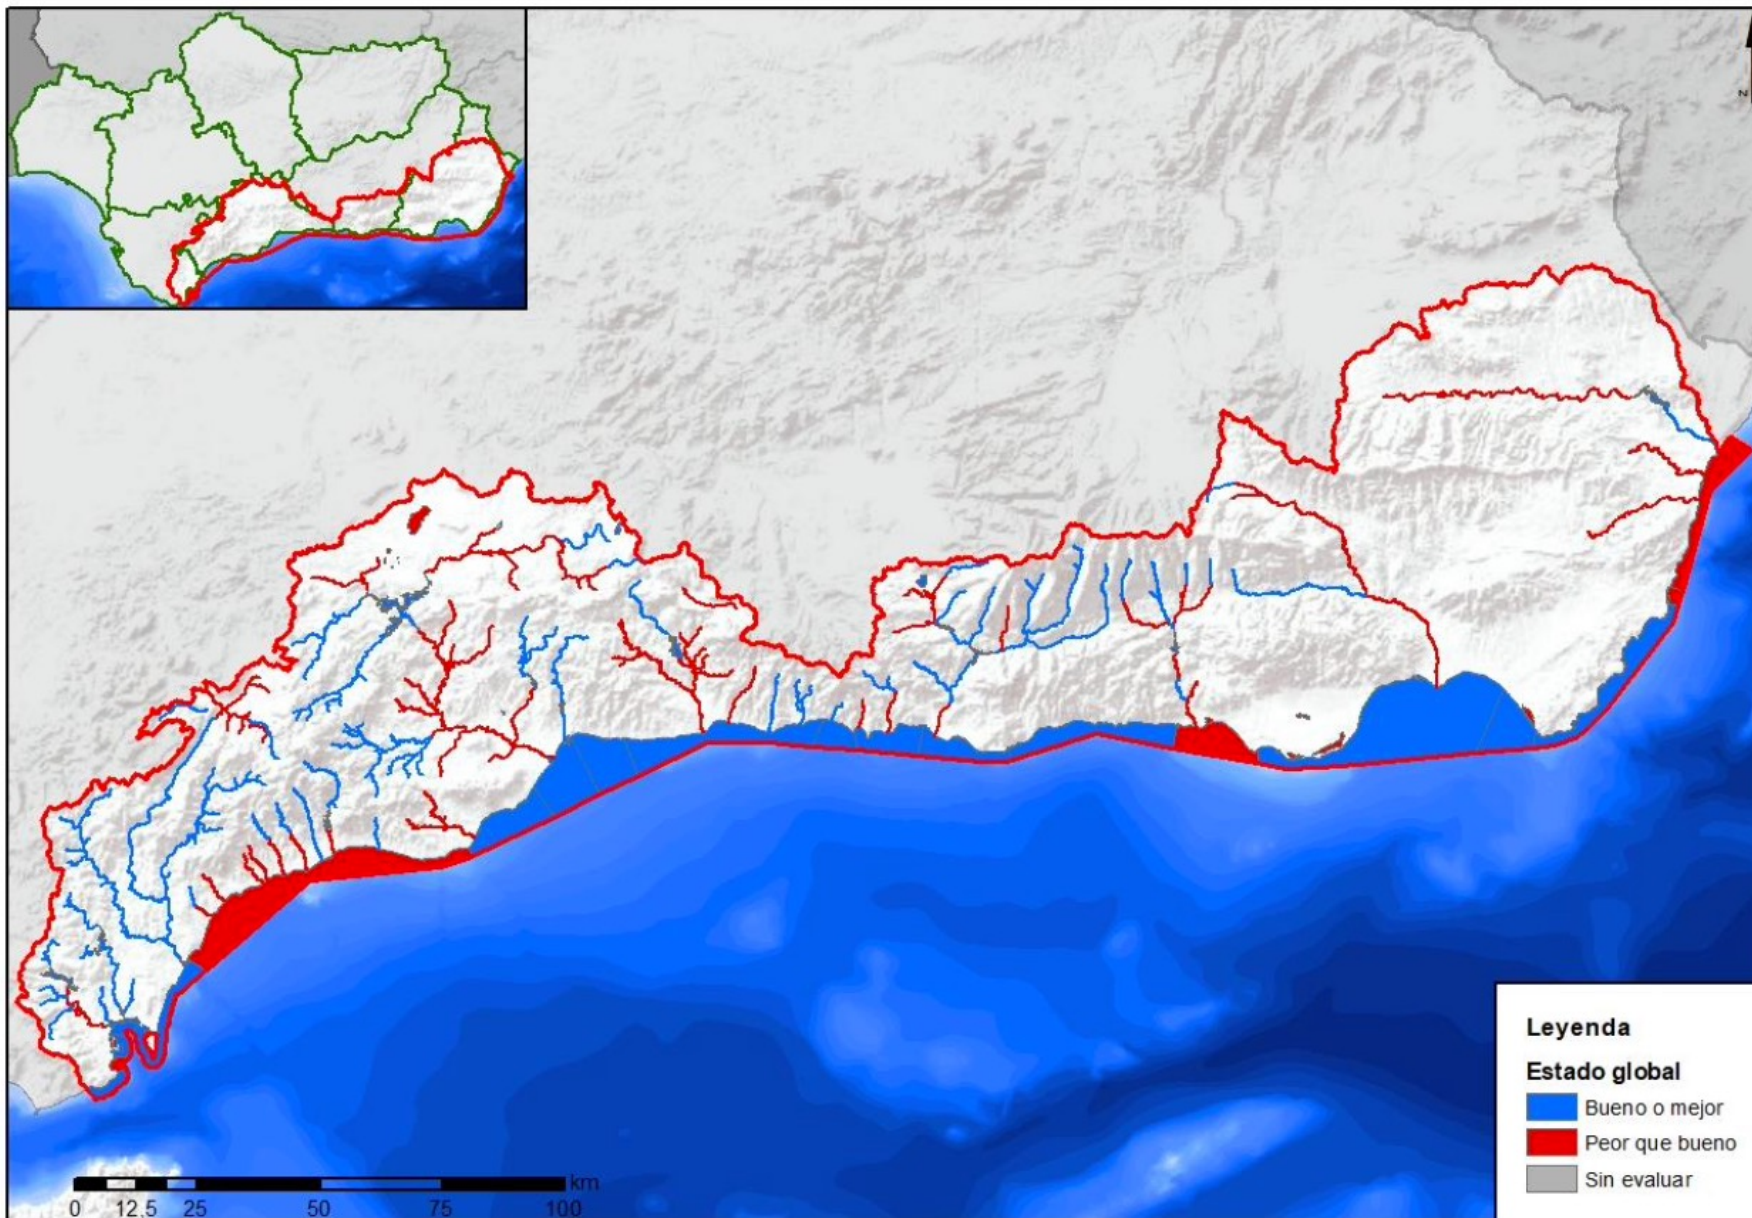 z
Leyenda
Estado global
Bueno o mejor
Peor que bueno
Sin evaluar
km
0 12,5 25 50 75 100